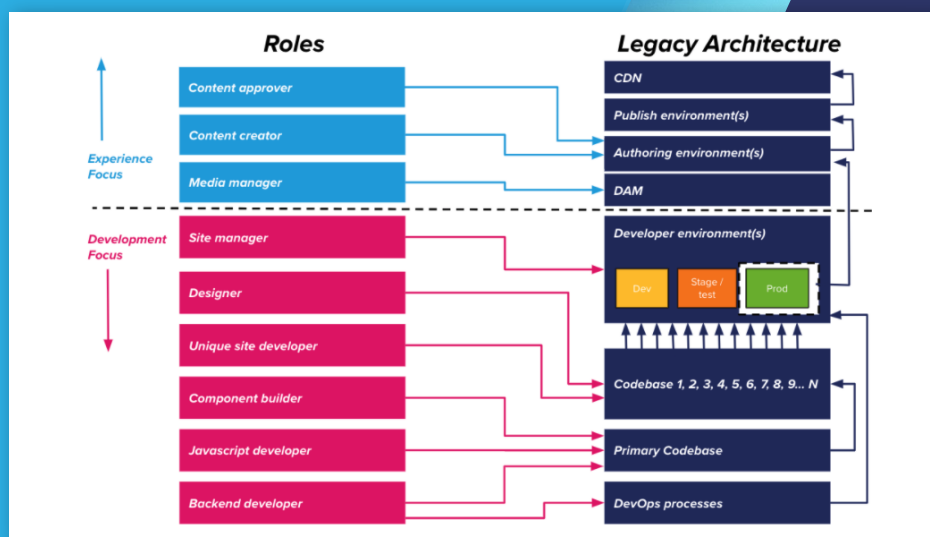 Roles
Legacy Architecture
Content approver
CDN
Publish environment(s)
Content creator
Authoring environment(s)
Experience
Focus
Media manager
DAM
Development
Focus
Site manager
Developer environment(s)
Designer
Dev
Stage /
test
Prod
Unique site developer
Component builder
Codebase 1, 2, 3, 4, 5, 6, 7, 8, 9... N
Javascript developer
Primary Codebase
Backend developer
DevOps processes